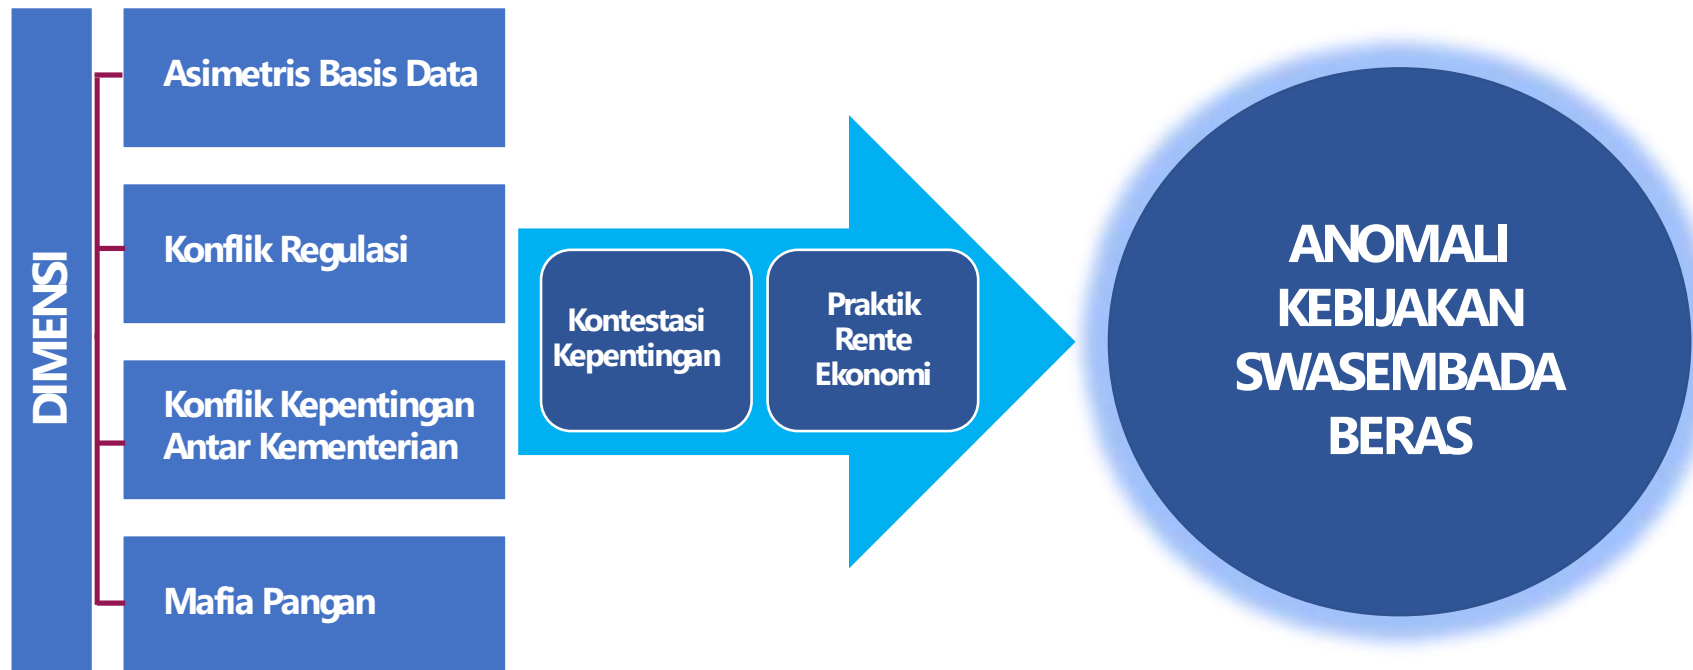 DIMENSI
Asimetris Basis Data
Konflik Regulasi
Konflik Kepentingan
Antar Kementerian
Mafia Pangan
Kontestasi
Kepentingan
Praktik
Rente
Ekonomi
ANOMALI
KEBIJAKAN
SWASEMBADA
BERAS